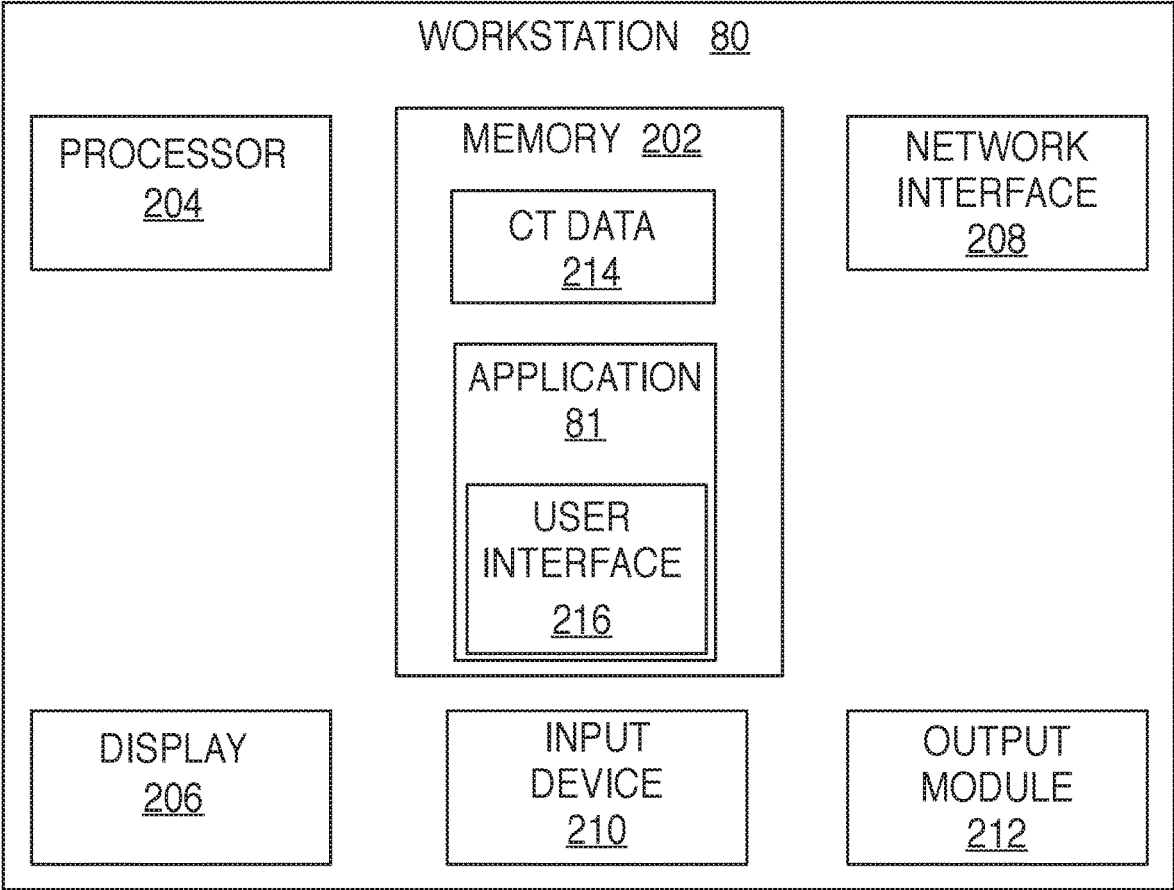 WORKSTATION 80
PROCESSOR
204
MEMORY 202
CT DATA
214
APPLICATION
81
USER
INTERFACE
216
NETWORK
INTERFACE
208
DISPLAY
206
INPUT
DEVICE
210
OUTPUT
MODULE
212